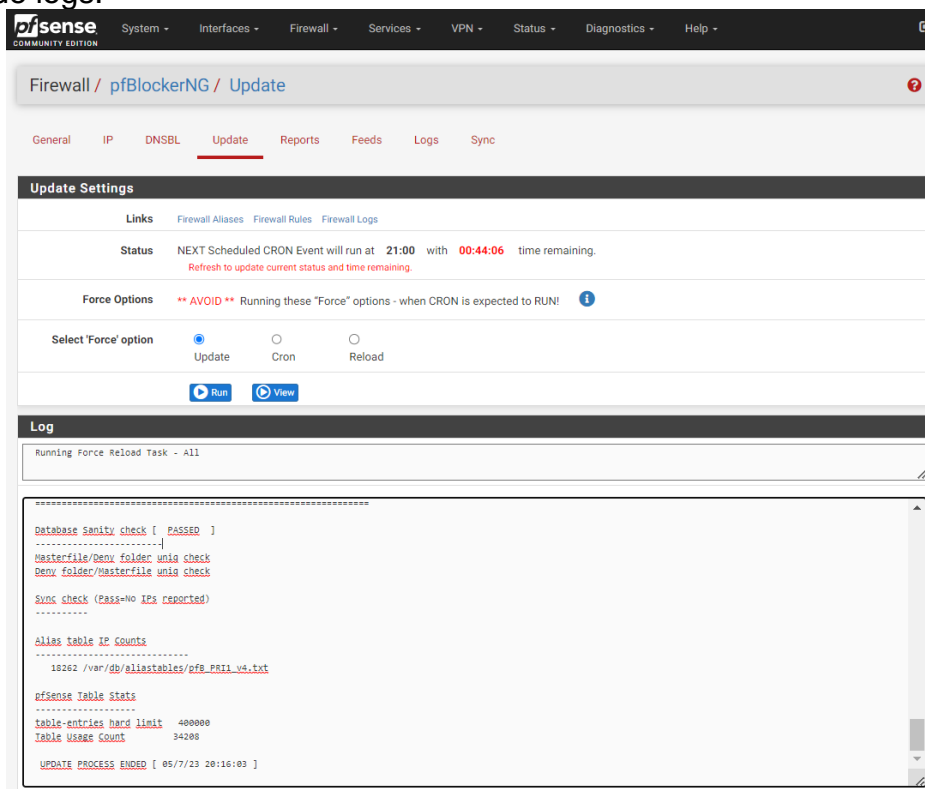 pfsense
COMMUNITY EDITION
System Interfaces Firewall Services VPN Status Diagnostics Help
Firewall / pfBlockerNG / Update
General IP DNSBL Update Reports Feeds Logs Sync
Update Settings
Links Firewall Aliases Firewall Rules Firewall Logs
Status NEXT Scheduled CRON Event will run at 21:00 with 00:44:06 time remaining.
Refresh to update current status and time remaining.
Force Options ** AVOID ** Running these "Force" options - when CRON is expected to RUN!
Select 'Force' option
Update Cron Reload
Run View
Log
Running Force Reload Task - All
===============================================================
Database Sanity check [ PASSED ]
------------------------
Masterfile/Deny folder uniq check
Deny folder/Masterfile uniq check
Sync check (Pass=No IPs reported)
----------
Alias table IP Counts
-----------------------------
18262 /var/db/aliastables/pfB_PRI1_v4.txt
pfSense Table Stats
-------------------
table-entries hard limit 400000
Table Usage Count 34208
UPDATE PROCESS ENDED [ 05/7/23 20:16:03 ]